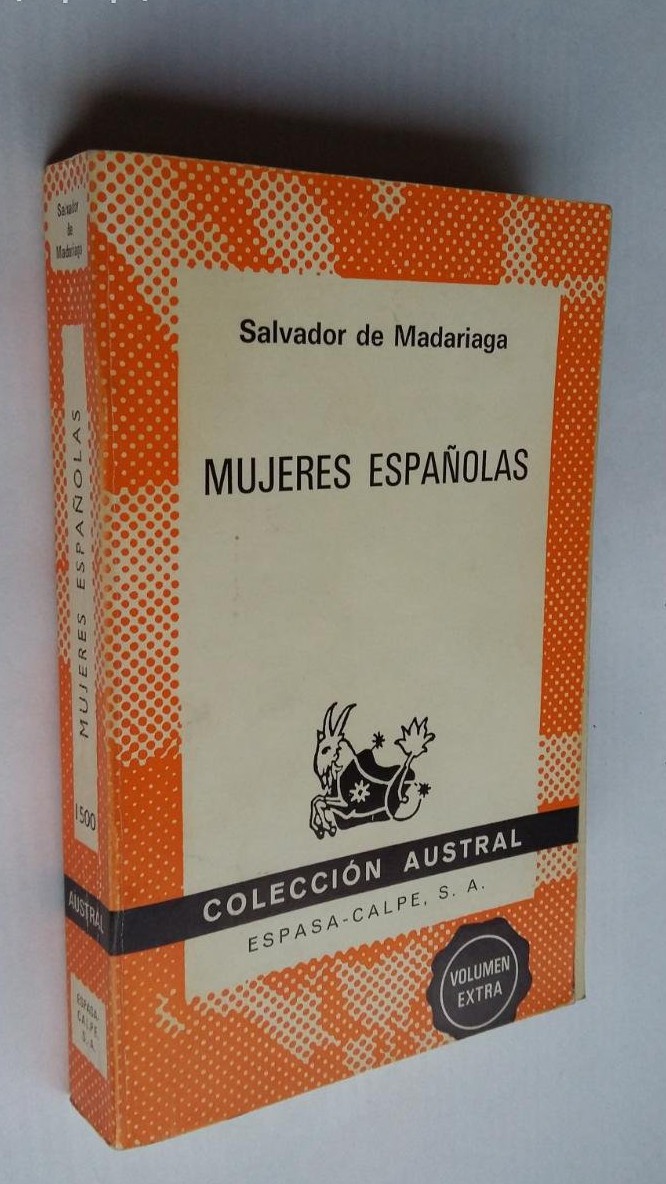 Salvador
de
Madariaga
MUJERES ESPAÑOLAS
1500
AUSTRAL
ESPASA-
CALPE,
S. A.
Salvador de Madariaga
MUJERES ESPAÑOLAS
COLECCIÓN AUSTRAL
ESPASA-CALPE, S. A.
VOLUMEN
EXTRA